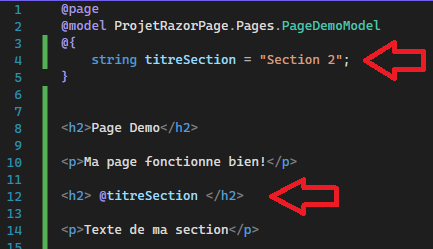 1 @page
2 @model ProjetRazorPage.Pages.PageDemoModel
3 @{
4 string titreSection = "Section 2";
5 }
6
7
8 <h2>Page Demo</h2>
9
10 <p>Ma page fonctionne bien!</p>
11
12 <h2> @titreSection </h2>
13
14 <p>Texte de ma section</p>
15